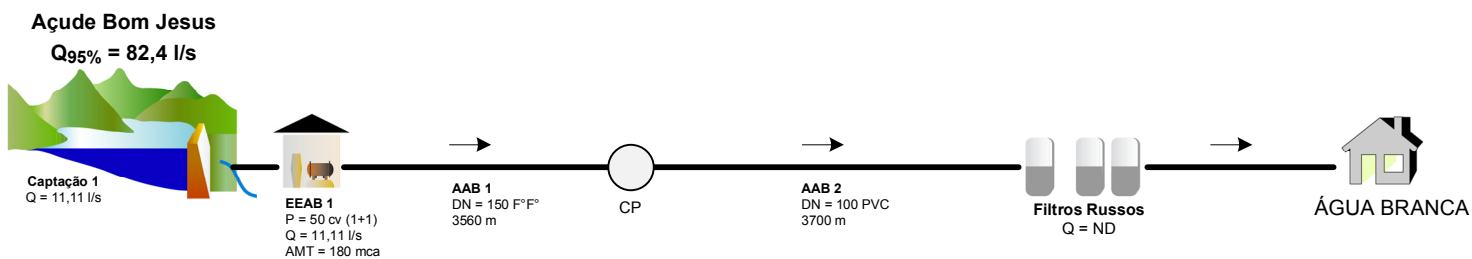 Açude Bom Jesus
Q95% = 82,4 l/s
Captação 1
Q = 11,11 l/s
EEAB 1
P = 50 cv (1+1)
Q = 11,11 l/s
AMT = 180 mca
AAB 1
DN = 150 F°F°
3560 m
CP
AAB 2
DN = 100 PVC
3700 m
Filtros Russos
Q = ND
ÁGUA BRANCA